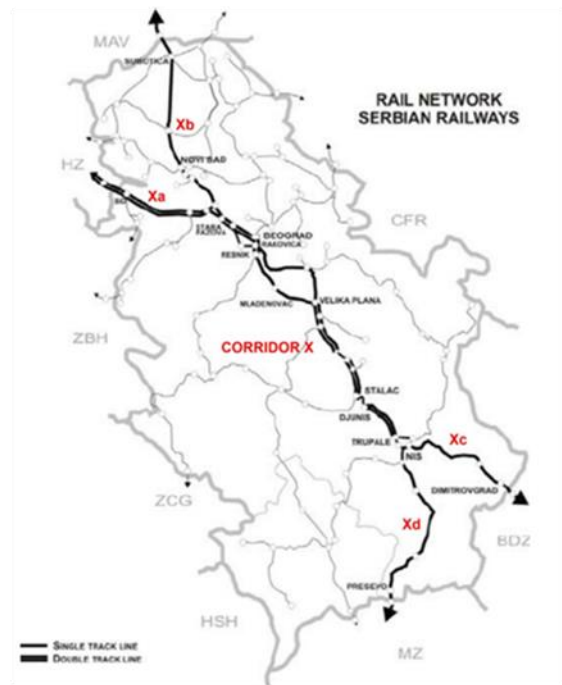 MAV
SUBOTICA
RAIL NETWORK
SERBIAN RAILWAYS
Xb
NOVI SAD
HZ
Xa
STARA
PAZOVA
CFR
BEOGRAD
RAKOVICA
RESNIK
MLADENOVAC
VELIKA PLANA
ZBH
CORRIDOR X
STALAC
DJUNIS
TRUPALE
Xc
NIS
ZCG
DIMITROVGRAD
Xd
BDZ
PRESEVO
HSH
MZ
SINGLE TRACK LINE
DOUBLE TRACK LINE